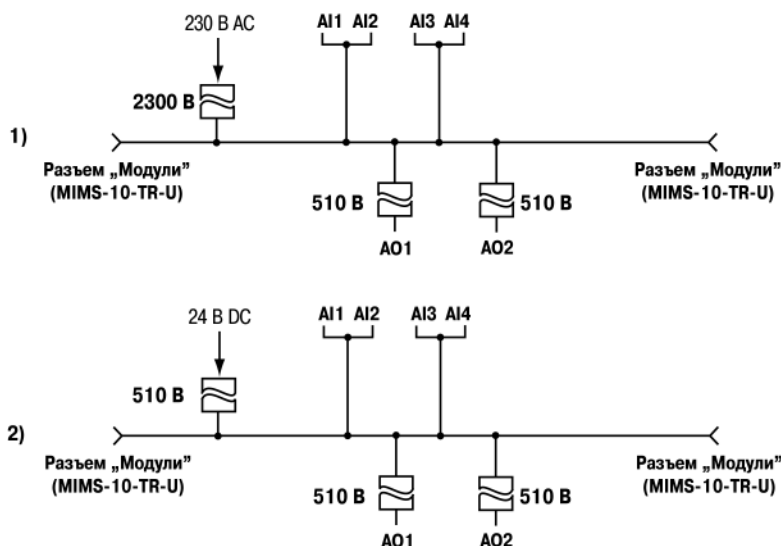 230 В AC
AI1 AI2 AI3 AI4
2300 В
1)
Разъем „Модули”
(MIMS-10-TR-U)
Разъем „Модули”
(MIMS-10-TR-U)
510 В
510 В
AO1
AO2
24 В DC
AI1 AI2 AI3 AI4
510 В
2)
Разъем „Модули”
(MIMS-10-TR-U)
Разъем „Модули”
(MIMS-10-TR-U)
510 В
510 В
AO1
AO2